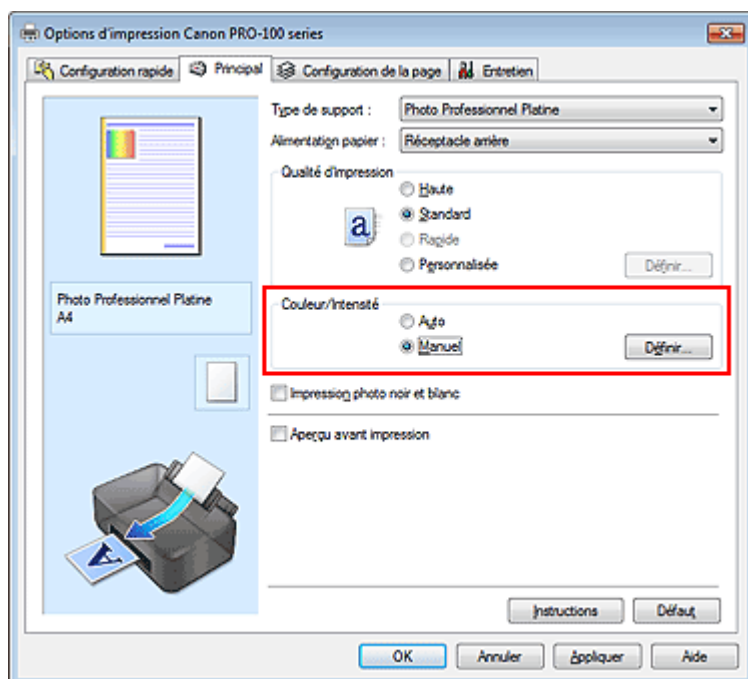 Options d'impression Canon PRO-100 series
Configuration rapide Principal Configuration de la page Entretien
Type de support : Photo Professionnel Platine
Alimentation papier : Réceptacle arrière
Qualité d'impression
Haute
a Standard
Rapide
Personnalisée Définir...
Photo Professionnel Platine
A4
Couleur/Intensité
Auto
Manuel Définir...
Impression photo noir et blanc
Aperçu avant impression
A
Instructions Défaut
OK Annuler Appliquer Aide